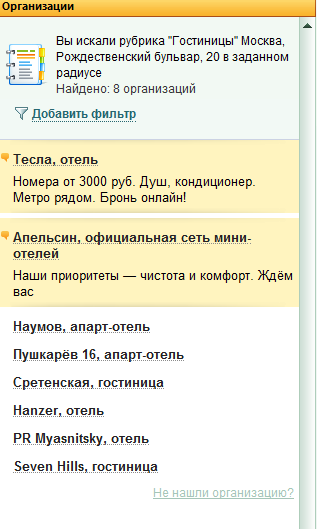 Организации
Вы искали рубрика "Гостиницы" Москва,
Рождественский бульвар, 20 в заданном
радиусе
Найдено: 8 организаций
Добавить фильтр
Тесла, отель
Номера от 3000 руб. Душ, кондиционер.
Метро рядом. Бронь онлайн!
Апельсин, официальная сеть мини-
отелей
Наши приоритеты — чистота и комфорт. Ждём
вас
Наумов, апарт-отель
Пушкарёв 16, апарт-отель
Сретенская, гостиница
Hanzer, отель
PR Myasnitsky, отель
Seven Hills, гостиница
Не нашли организацию?